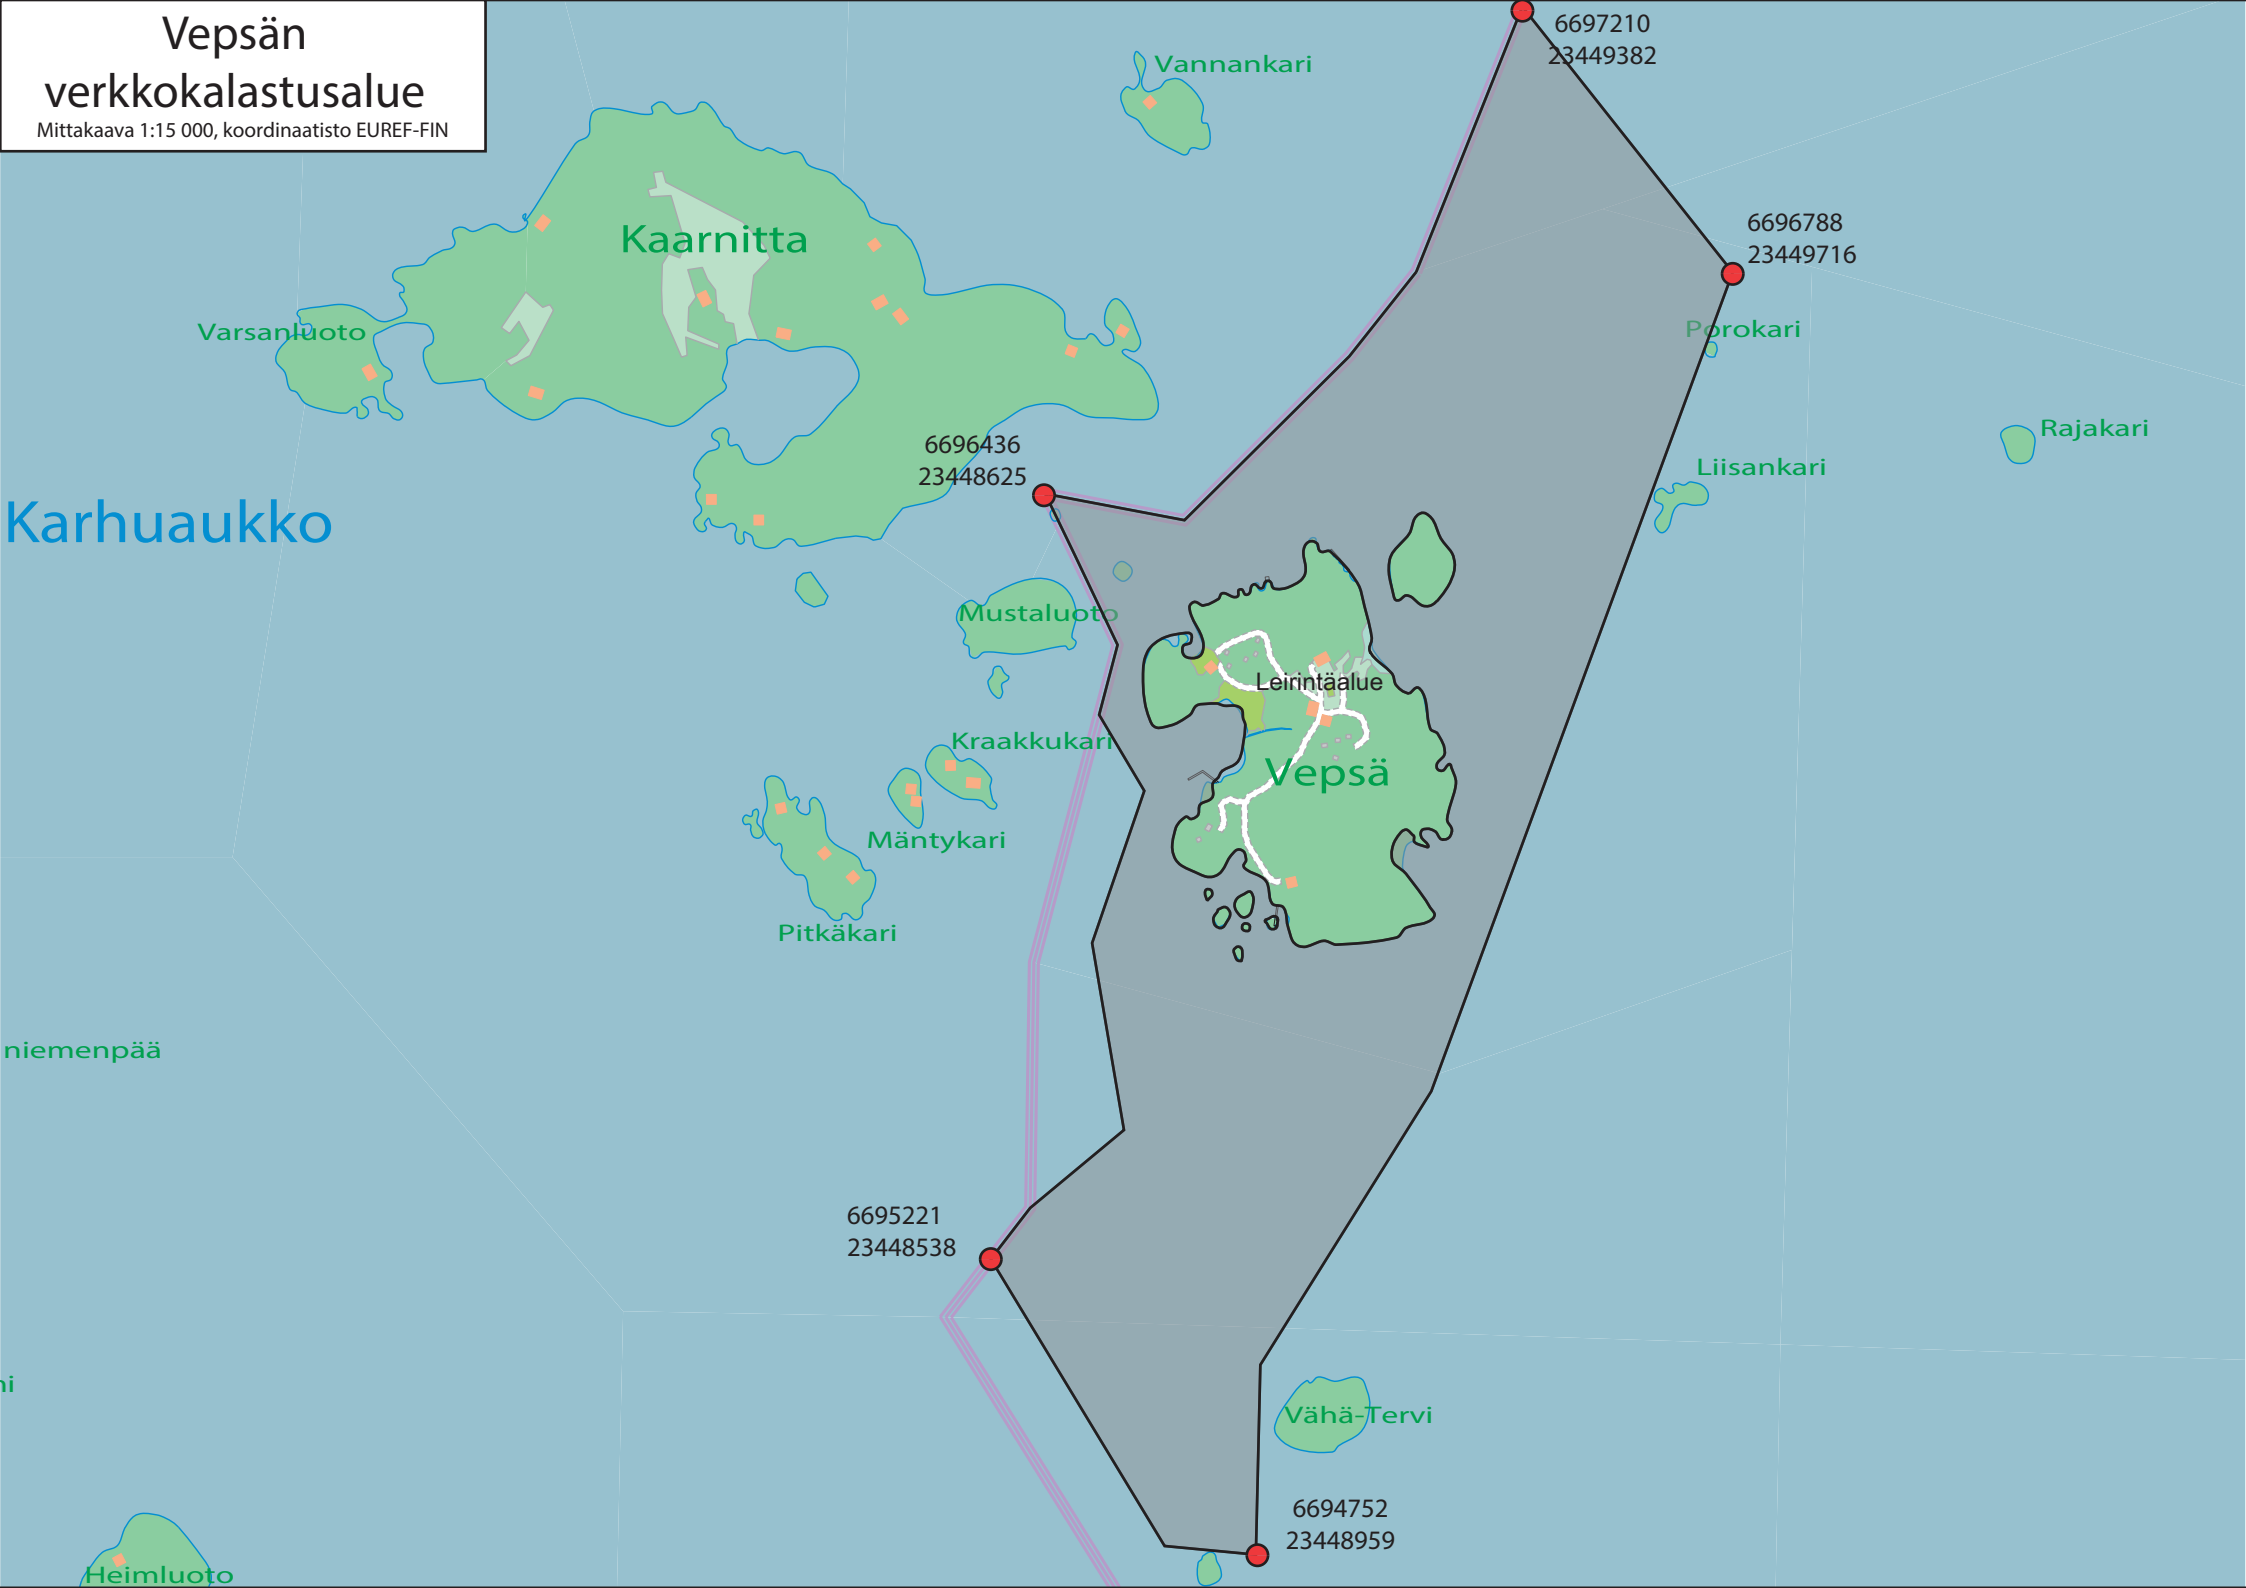 Vepsän
verkkokalastusalue
Mittakaava 1:15 000, koordinaatisto EUREF-FIN
6697210
23449382
Vannankari
6696788
23449716
Kaarnitta
Varsanluoto
Porokari
Rajakari
6696436
23448625
Liisankari
Karhuaukko
Mustaluoto
Leirintäalue
Kraakkukari
Vepsä
Mäntykari
Pitkäkari
niemenpää
6695221
23448538
Vähä-Tervi
6694752
23448959
Heimluoto